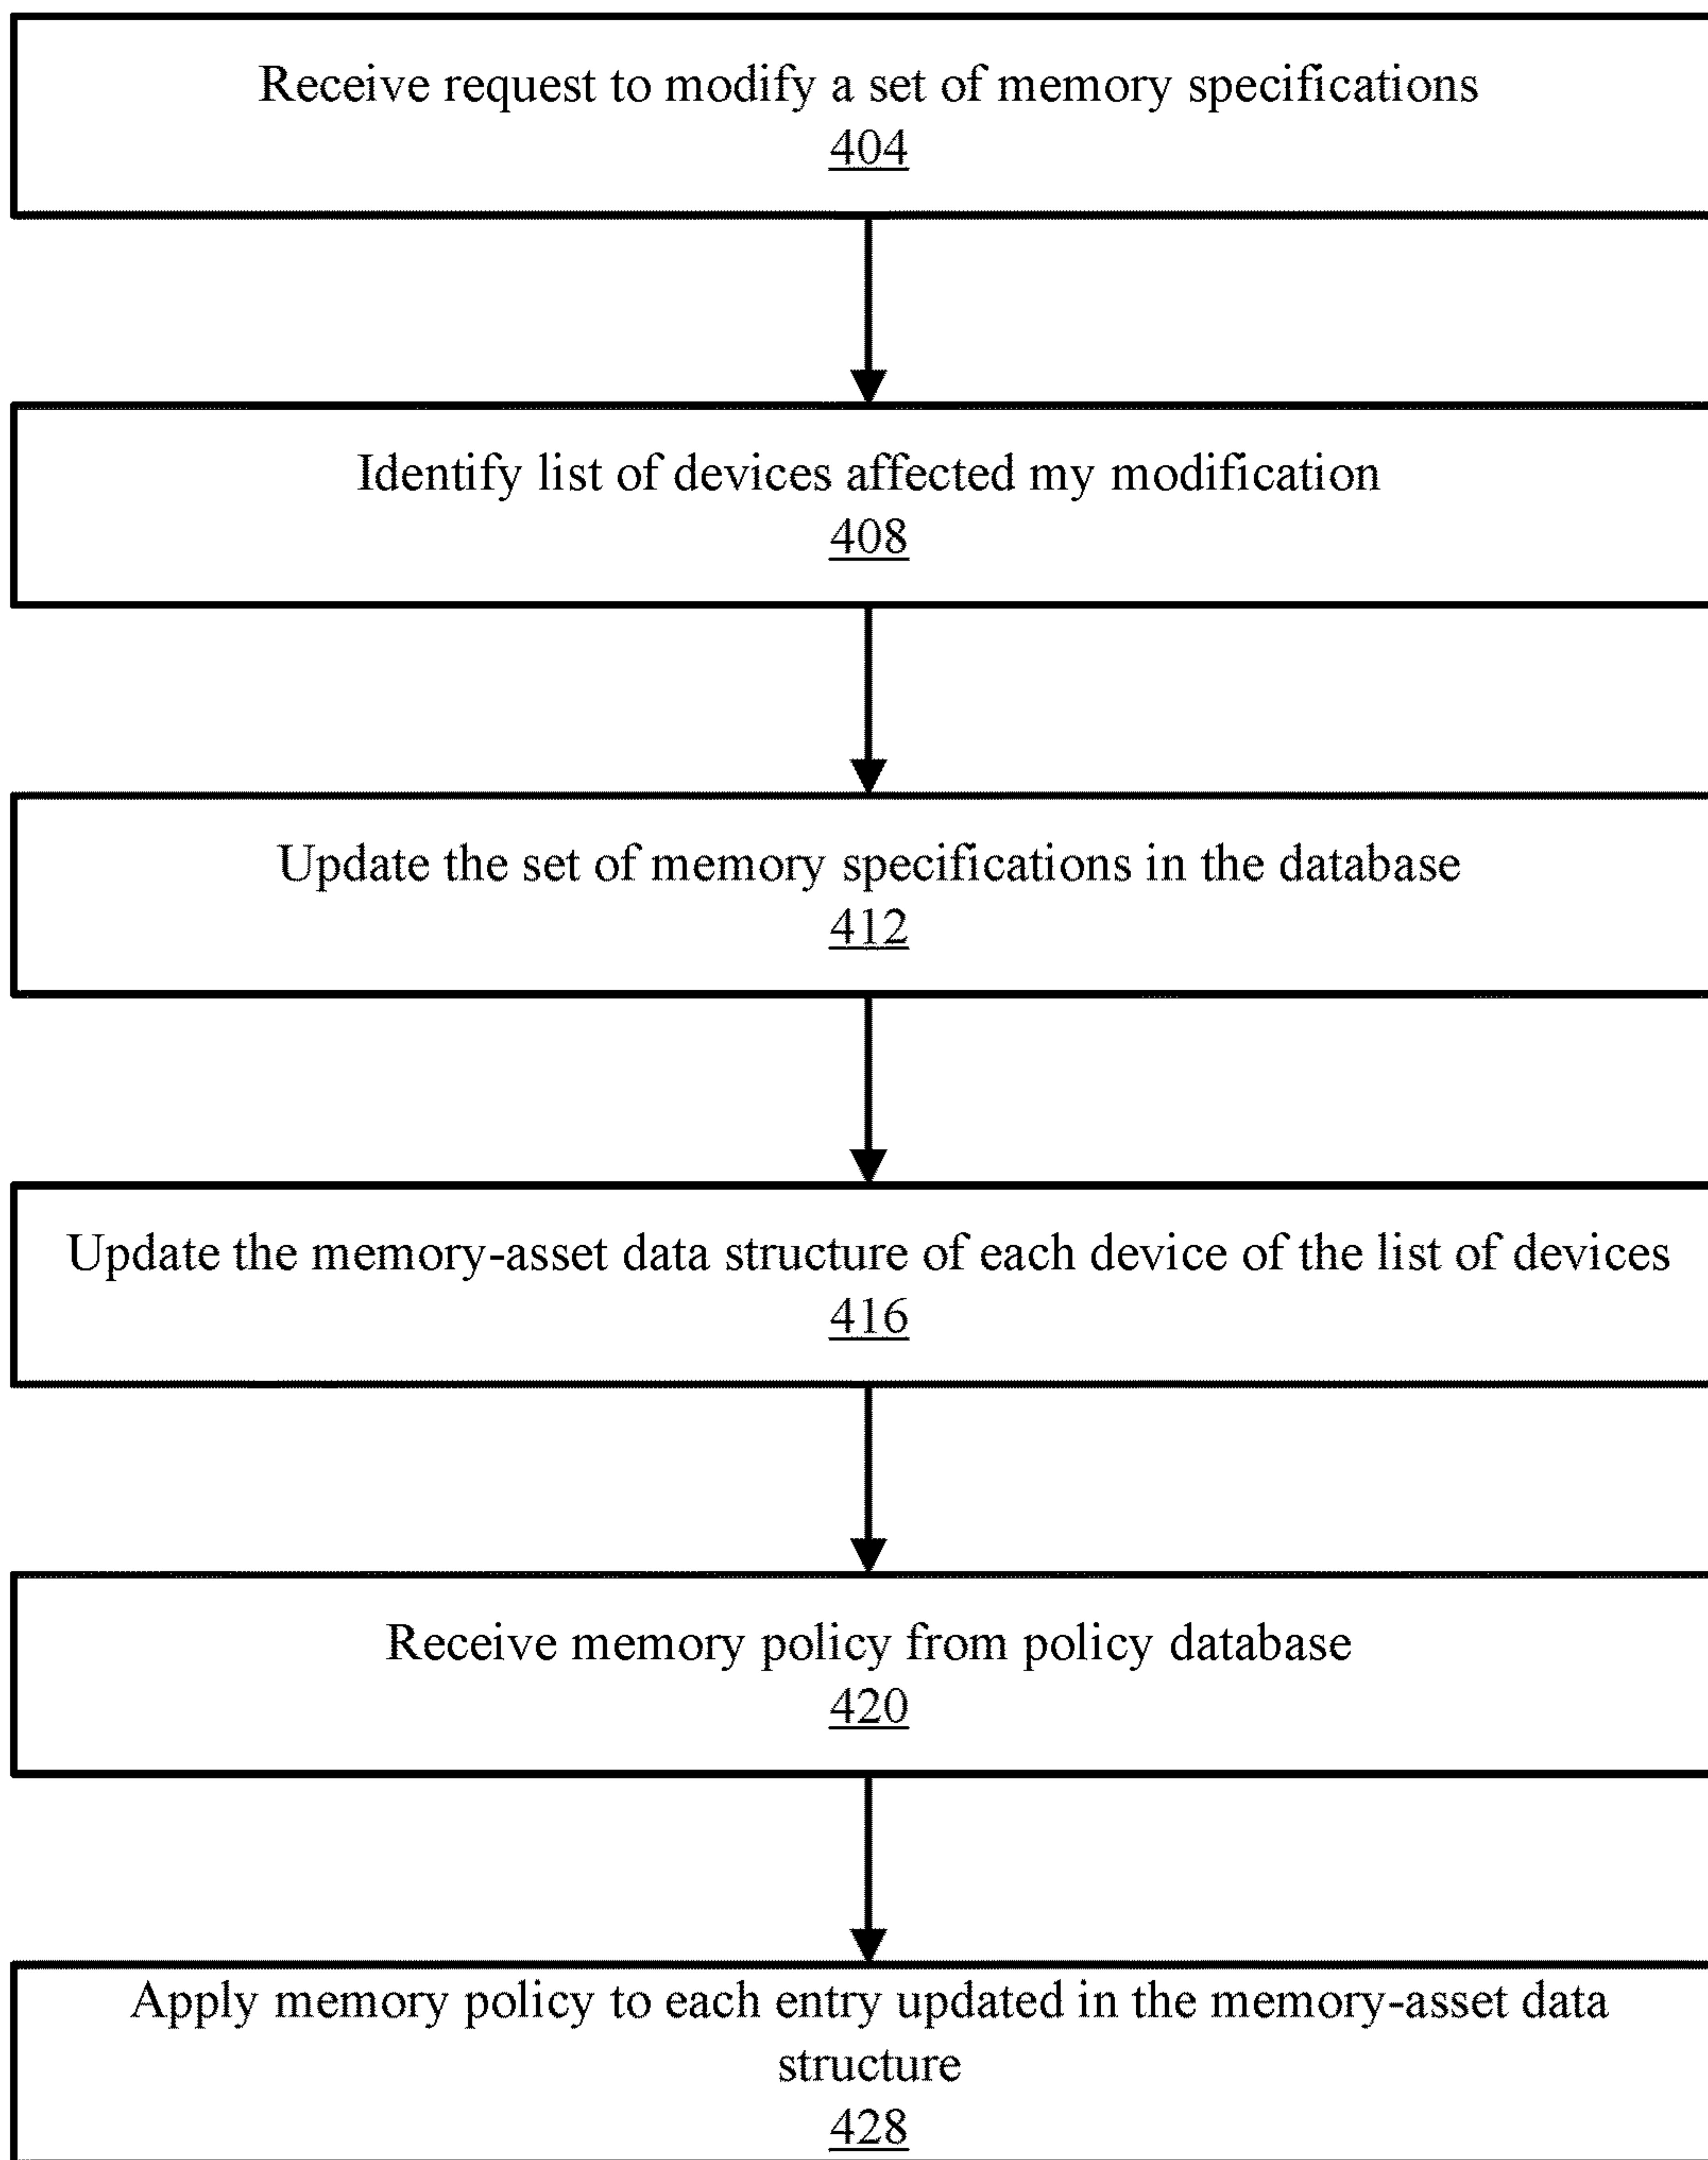 Receive request to modify a set of memory specifications
404
Identify list of devices affected my modification
408
Update the set of memory specifications in the database
412
Update the memory-asset data structure of each device of the list of devices
416
Receive memory policy from policy database
420
Apply memory policy to each entry updated in the memory-asset data
structure
428